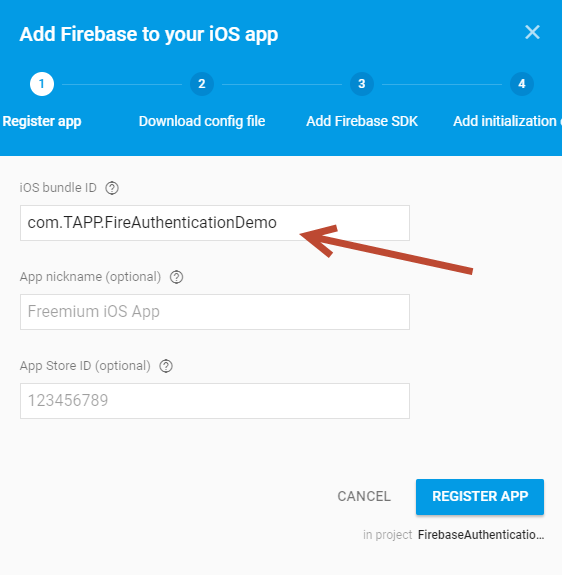 Add Firebase to your iOS app
1 2 3 4
Register app Download config file Add Firebase SDK Add initialization
iOS bundle ID ?
com.TAPP.FireAuthenticationDemo
App nickname (optional) ?
Freemium iOS App
App Store ID (optional) ?
123456789
CANCEL REGISTER APP
in project FirebaseAuthenticatio...